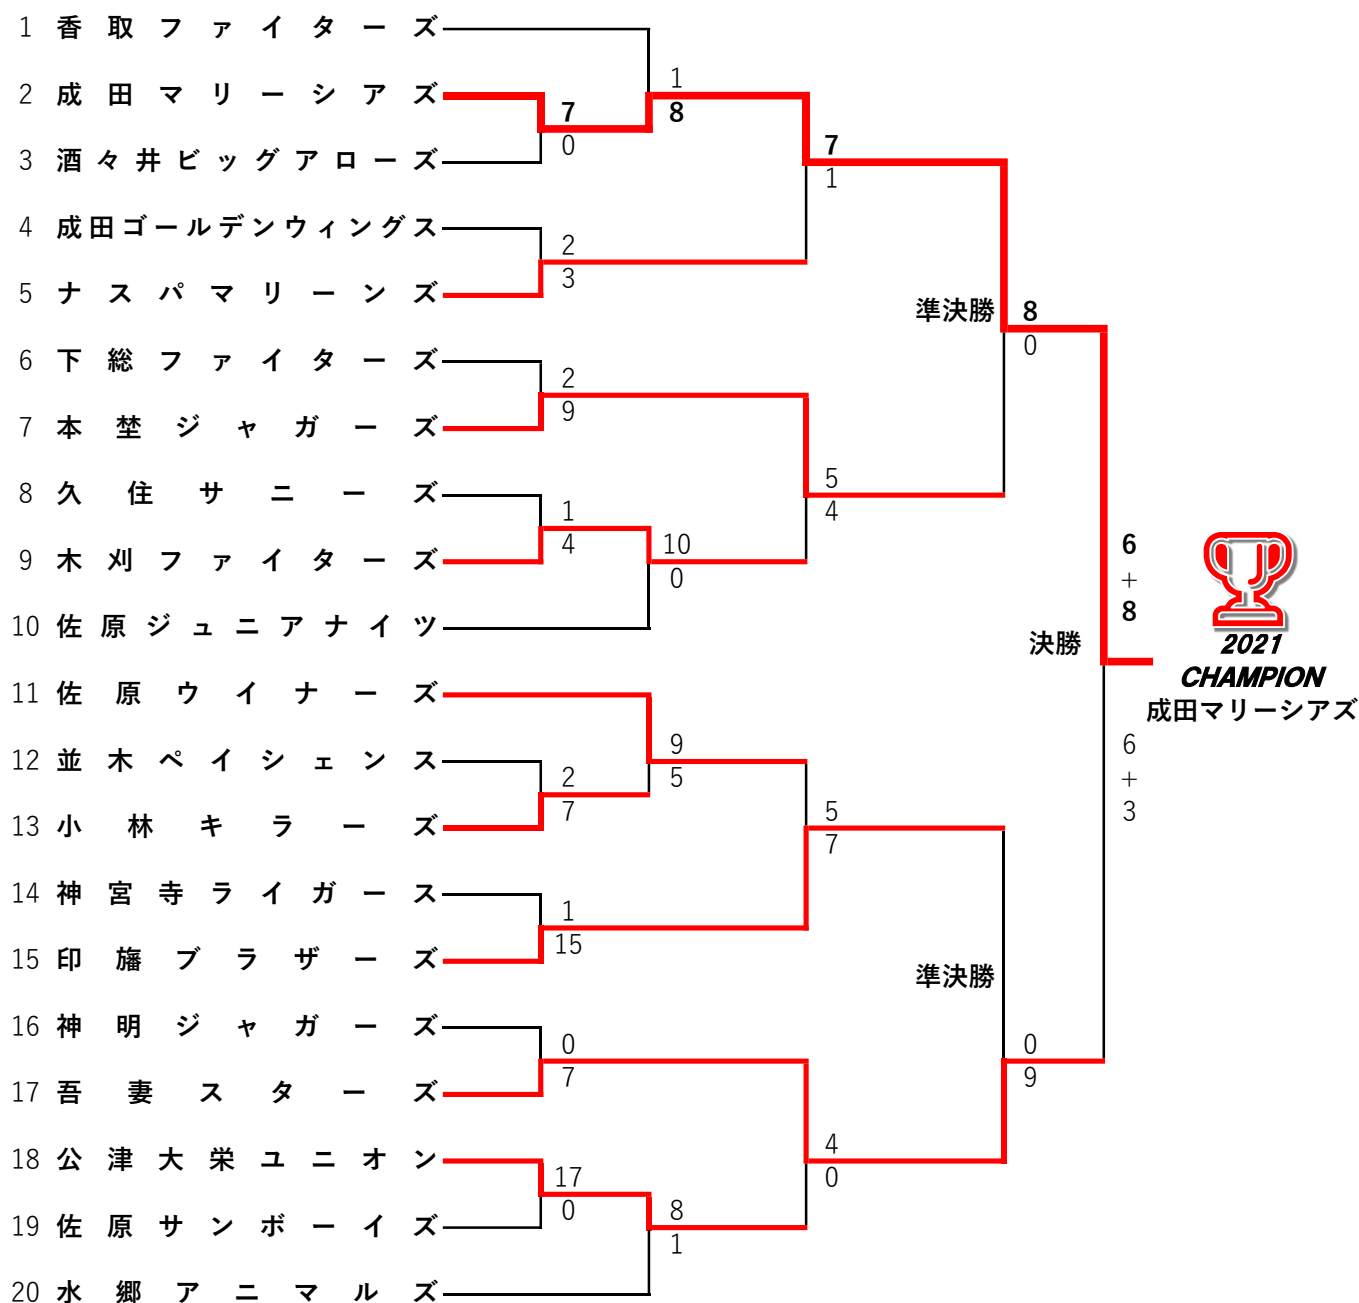 1 香取ファイターズ
2 成田マリーシアズ
3 酒々井ビッグアローズ
4 成田ゴールデンウィングス
5 ナスパマリーンズ
6 下総ファイターズ
7 本埜ジャガーズ
8 久住サニーズ
9 木刈ファイターズ
10 佐原ジュニアナイツ
11 佐原ウイナーズ
12 並木ペイシェンス
13 小林キラーズ
14 神宮寺ライガース
15 印旛ブラザーズ
16 神明ジャガーズ
17 吾妻スターズ
18 公津大栄ユニオン
19 佐原サンボーイズ
20 水郷アニマルズ
7
0
2
3
2
9
1
4
2
7
1
15
0
7
17
0
1
8
10
0
9
5
8
1
7
1
5
4
5
7
4
0
準決勝
8
0
準決勝
0
9
決勝
6
+
8
6
+
3
2021
CHAMPION
成田マリーシアズ